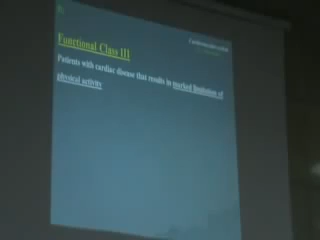 Functional Class III
Patients with cardiac disease that results in marked limitation of
physical activity